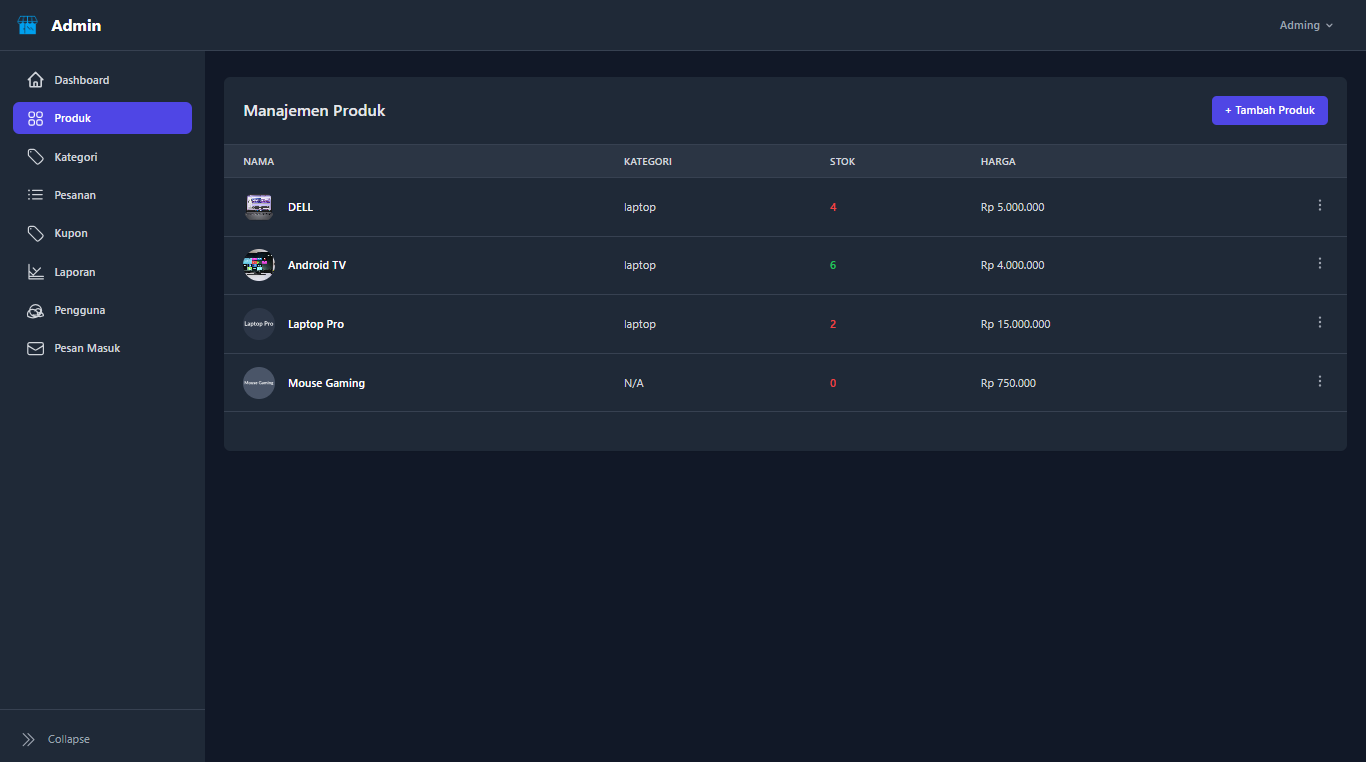 Admin
Adming
Dashboard
Produk
Kategori
Pesanan
Kupon
Laporan
Pengguna
Pesan Masuk
Collapse
Manajemen Produk
+ Tambah Produk
NAMA KATEGORI STOK HARGA
DELL laptop 4 Rp 5.000.000
Android TV laptop 6 Rp 4.000.000
Laptop Pro Laptop Pro laptop 2 Rp 15.000.000
Mouse Gaming Mouse Gaming N/A 0 Rp 750.000